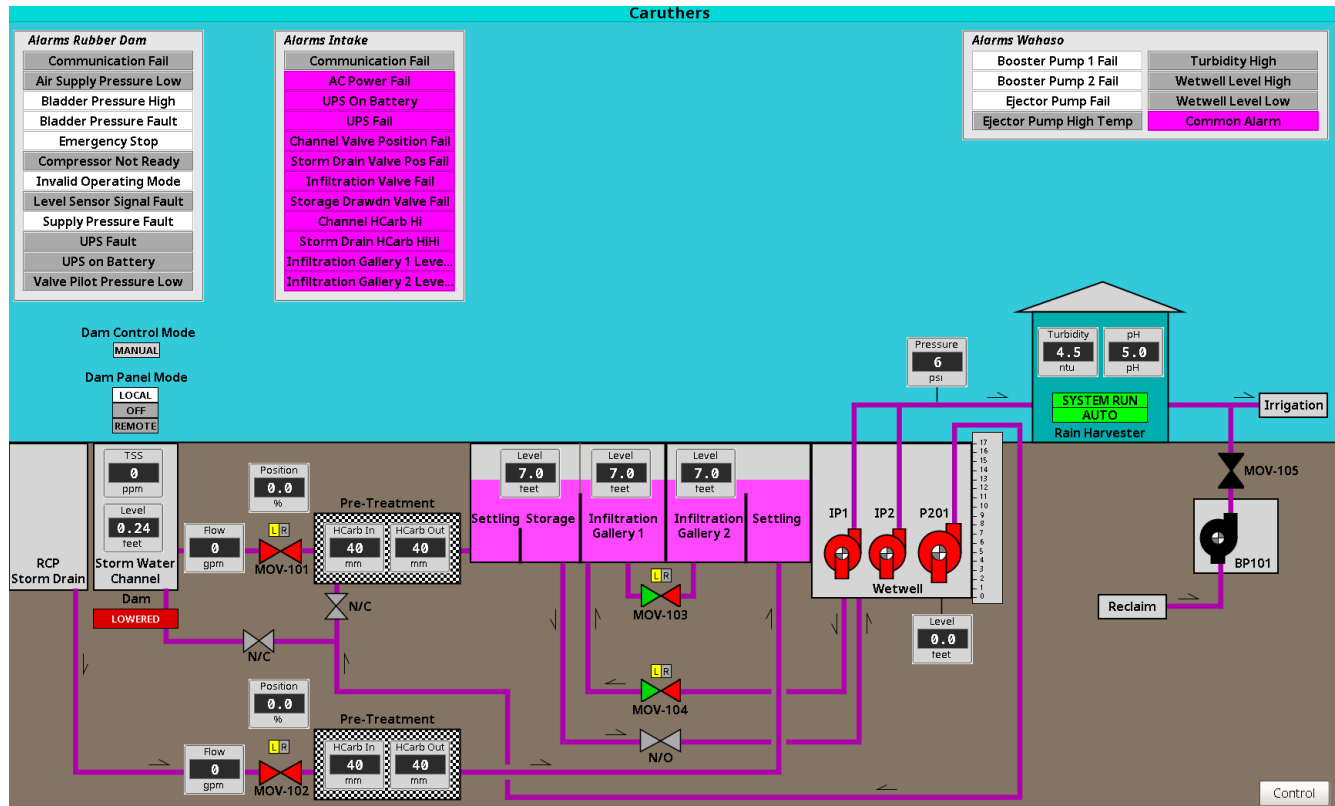 Caruthers
Alarms Rubber Dam
Communication Fail
Air Supply Pressure Low
Bladder Pressure High
Bladder Pressure Fault
Emergency Stop
Compressor Not Ready
Invalid Operating Mode
Level Sensor Signal Fault
Supply Pressure Fault
UPS Fault
UPS on Battery
Valve Pilot Pressure Low
Alarms Intake
Communication Fail
AC Power Fail
UPS On Battery
UPS Fail
Channel Valve Position Fail
Storm Drain Valve Pos Fail
Infiltration Valve Fail
Storage Drawdn Valve Fail
Channel HCarb Hi
Storm Drain HCarb HiHi
Infiltration Gallery 1 Leve...
Infiltration Gallery 2 Leve...
Alarms Wahaso
Booster Pump 1 Fail
Booster Pump 2 Fail
Ejector Pump Fail
Ejector Pump High Temp
Turbidity High
Wetwell Level High
Wetwell Level Low
Common Alarm
Dam Control Mode
MANUAL
Dam Panel Mode
LOCAL
OFF
REMOTE
Pressure
6
psi
Turbidity
4.5
ntu
pH
5.0
pH
SYSTEM RUN
AUTO
Rain Harvester
Irrigation
MOV-105
BP101
Reclaim
RCP
Storm Drain
TSS
0
ppm
Level
0.24
feet
Storm Water
Channel
Dam
LOWERED
Flow
0
gpm
Position
0.0
%
L R
MOV-101
Pre-Treatment
HCarb In
40
mm
HCarb Out
40
mm
N/C
N/C
Level
7.0
feet
Level
7.0
feet
Level
7.0
feet
Settling
Storage
Infiltration
Gallery 1
Infiltration
Gallery 2
Settling
L R
MOV-103
L R
MOV-104
N/O
IP1
IP2
P201
Wetwell
17
16
15
14
13
12
11
10
9
8
7
6
5
4
3
2
1
0
Level
0.0
feet
Position
0.0
%
Flow
0
gpm
L R
MOV-102
Pre-Treatment
HCarb In
40
mm
HCarb Out
40
mm
Control